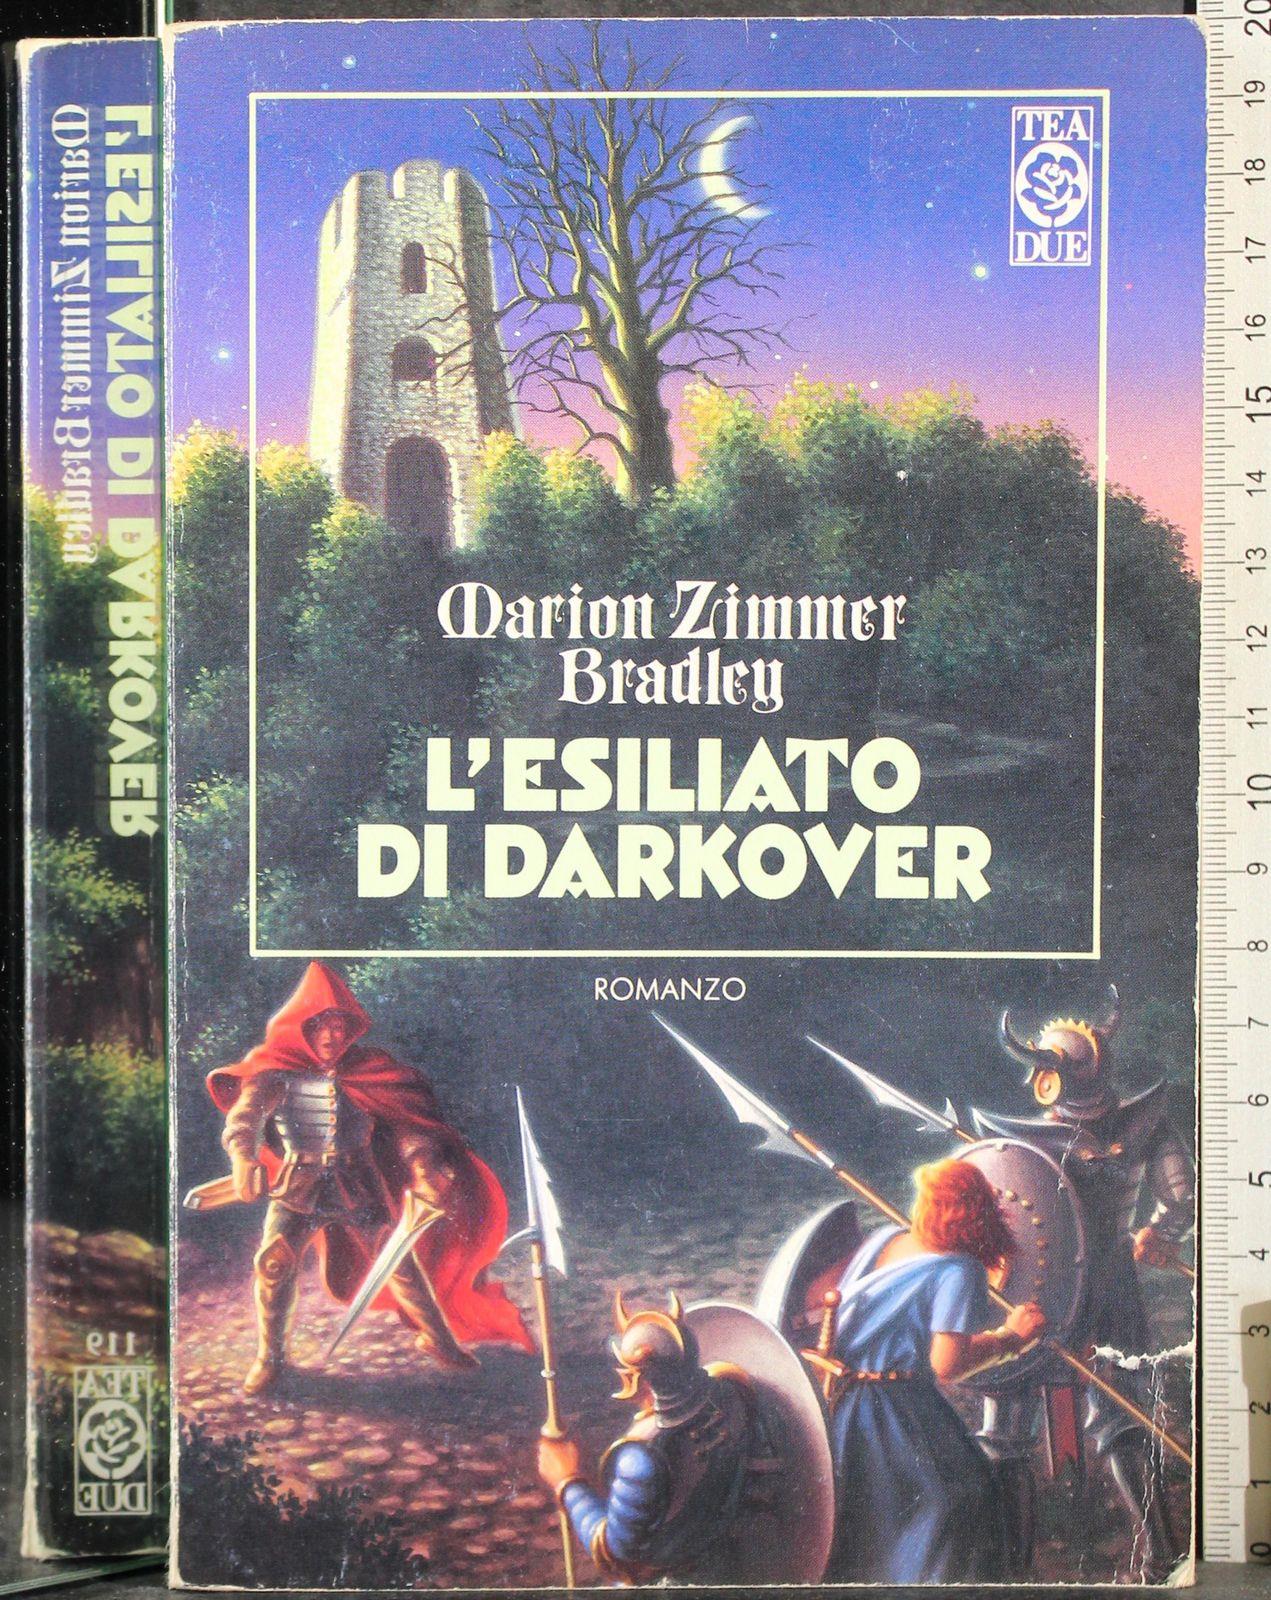 TEA
DUE
Marion Zimmer
Bradley
L'ESILIATO
DI DARKOVER
ROMANZO
Marion Zimmer Bradley
L'ESILIATO DI DARKOVER
119
TEA
DUE
20
19
18
17
16
15
14
13
12
11
10
9
8
7
6
5
4
3
2
1
0